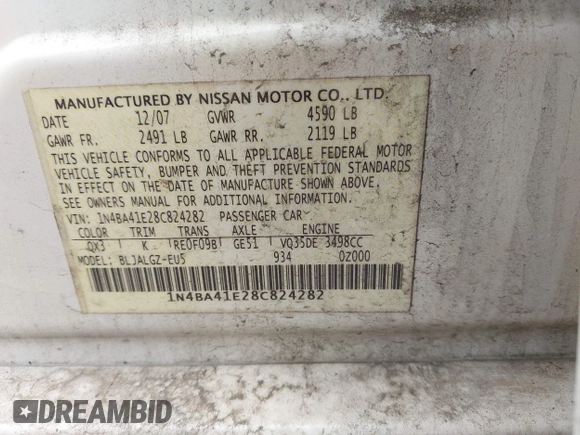 MANUFACTURED BY NISSAN MOTOR CO., LTD.
DATE 12/07 GVWR 4590 LB
GAWR FR. 2491 LB GAWR RR. 2119 LB
THIS VEHICLE CONFORMS TO ALL APPLICABLE FEDERAL MOTOR
VEHICLE SAFETY, BUMPER AND THEFT PREVENTION STANDARDS
IN EFFECT ON THE DATE OF MANUFACTURE SHOWN ABOVE.
SEE OWNERS MANUAL FOR ADDITIONAL INFORMATION.
VIN: 1N4BA41E28C824282 PASSENGER CAR
COLOR TRIM TRANS AXLE ENGINE
QX3 K RE0F09B GE51 VQ35DE 3498CC
MODEL: BLJALGZ-EU5 934 0Z000
1N4BA41E28C824282
DREAMBID